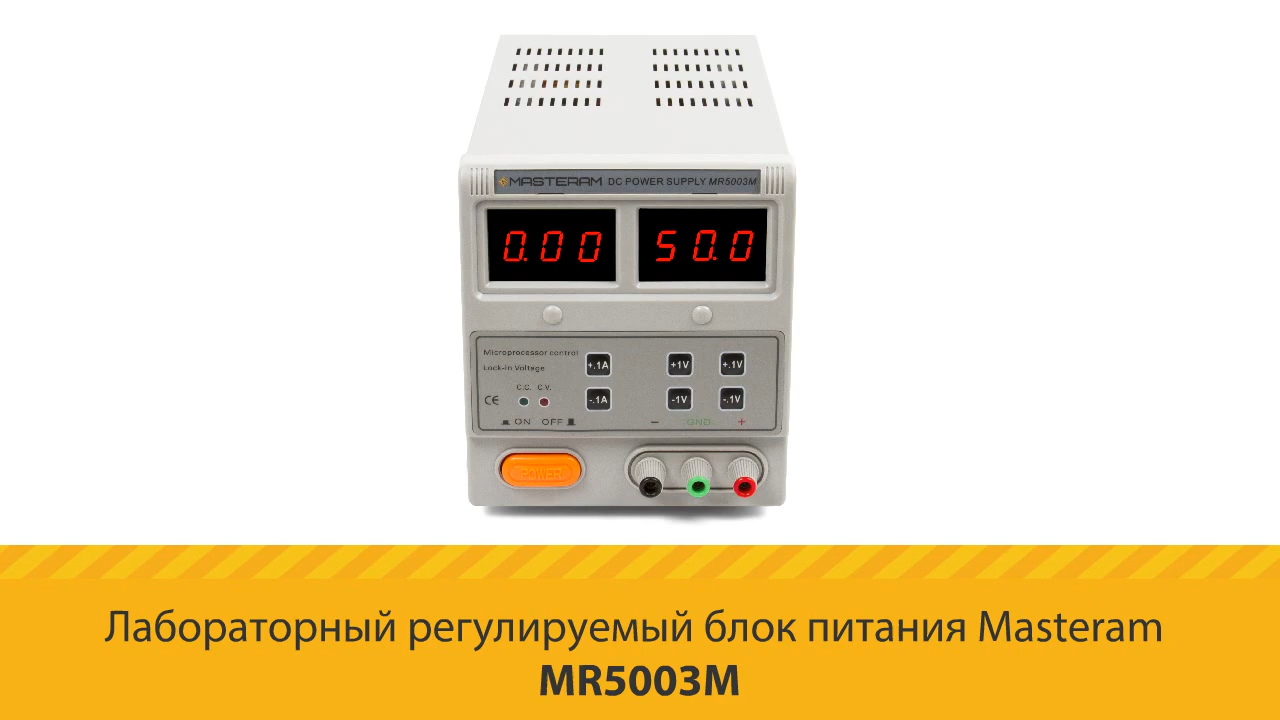 MASTERAM DC POWER SUPPLY MR5003M
0.00 50.0
Microprocessor control
Lock-in Voltage
C.C. C.V.
CE
+.1A +1V +.1V
-.1A -1V -.1V
ON OFF
− GND +
POWER
Лабораторный регулируемый блок питания Masteram
MR5003M